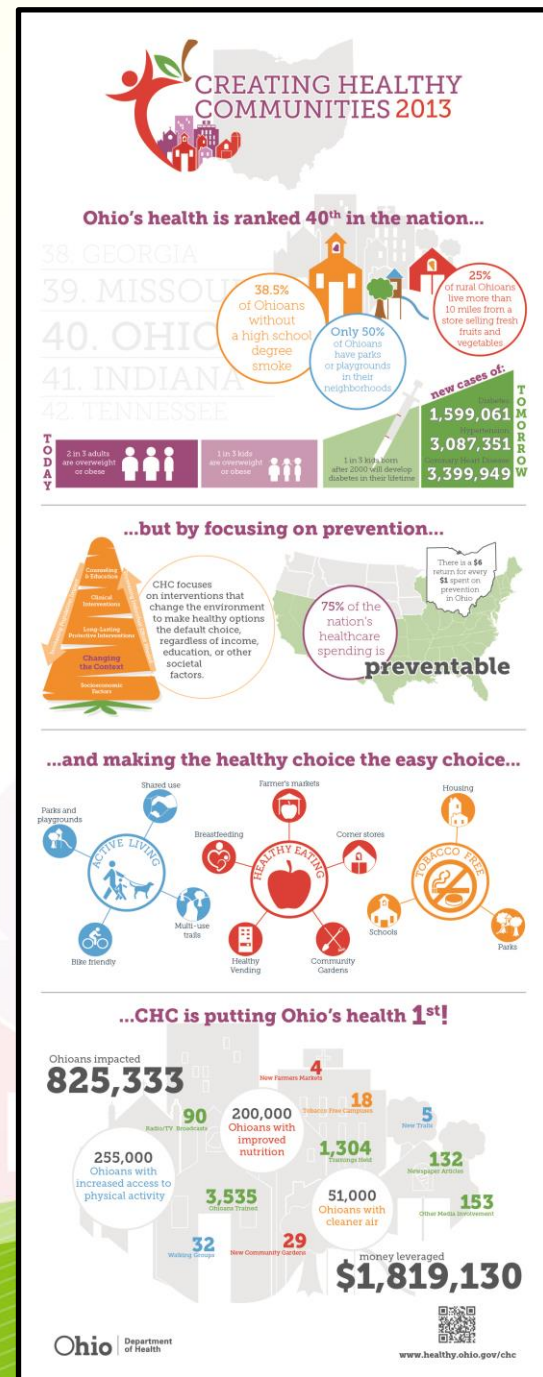 CREATING HEALTHY
COMMUNITIES 2013
Ohio's health is ranked 40th in the nation...
38. GEORGIA
39. MISSOU
40. OHIO
41. INDIANA
42. TENNESSEE
38.5%
of Ohioans
without
a high school
degree
smoke
Only 50%
of Ohioans
have parks
or playgrounds
in their
neighborhoods
25%
of rural Ohioans
live more than
10 miles from a
store selling fresh
fruits and
vegetables
TODAY
2 in 3 adults
are overweight
or obese
1 in 3 kids
are overweight
or obese
1 in 3 kids born
after 2000 will develop
diabetes in their lifetime
new cases of:
Diabetes
1,599,061
Hypertension
3,087,351
Coronary Heart Disease
3,399,949
TOMORROW
...but by focusing on prevention...
Counseling
& Education
Clinical
Interventions
Long-Lasting
Protective Interventions
Changing
the Context
Socioeconomic
Factors
CHC focuses
on interventions that
change the environment
to make healthy options
the default choice,
regardless of income,
education, or other
societal
factors.
75% of the
nation's
healthcare
spending is
preventable
There is a $6
return for every
$1 spent on
prevention
in Ohio
...and making the healthy choice the easy choice...
Parks and
playgrounds
Shared use
ACTIVE LIVING
Multi-use
trails
Bike friendly
Farmer's markets
Breastfeeding
Corner stores
HEALTHY EATING
Healthy
Vending
Community
Gardens
Housing
TOBACCO FREE
Schools
Parks
...CHC is putting Ohio's health 1st!
Ohioans impacted
825,333
4
New Farmers Markets
18
Tobacco Free Campuses
5
New Trails
90
Radio/TV Broadcasts
200,000
Ohioans with
improved
nutrition
1,304
Trainings Held
132
Newspaper Articles
255,000
Ohioans with
increased access to
physical activity
3,535
Ohioans Trained
51,000
Ohioans with
cleaner air
153
Other Media Involvement
32
Walking Groups
29
New Community Gardens
money leveraged
$1,819,130
Ohio
Department
of Health
www.healthy.ohio.gov/chc